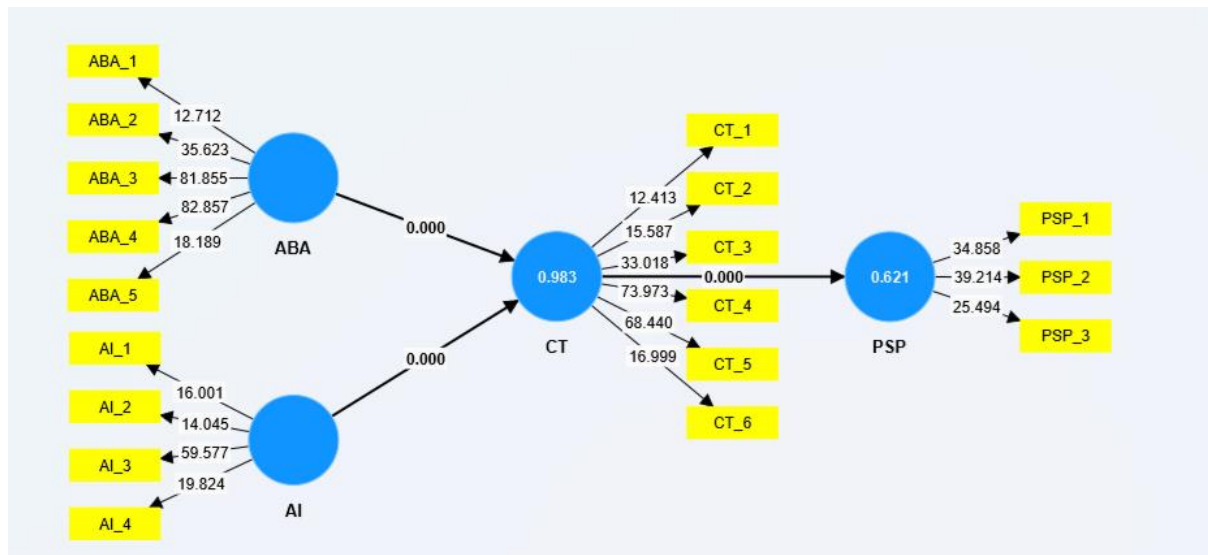 ABA_1
ABA_2
ABA_3
ABA_4
ABA_5
12.712
35.623
81.855
82.857
18.189
ABA
0.000
AI_1
AI_2
AI_3
AI_4
16.001
14.045
59.577
19.824
AI
0.000
0.983
CT
CT_1
CT_2
CT_3
CT_4
CT_5
CT_6
12.413
15.587
33.018
73.973
68.440
16.999
0.000
0.621
PSP
34.858
39.214
25.494
PSP_1
PSP_2
PSP_3